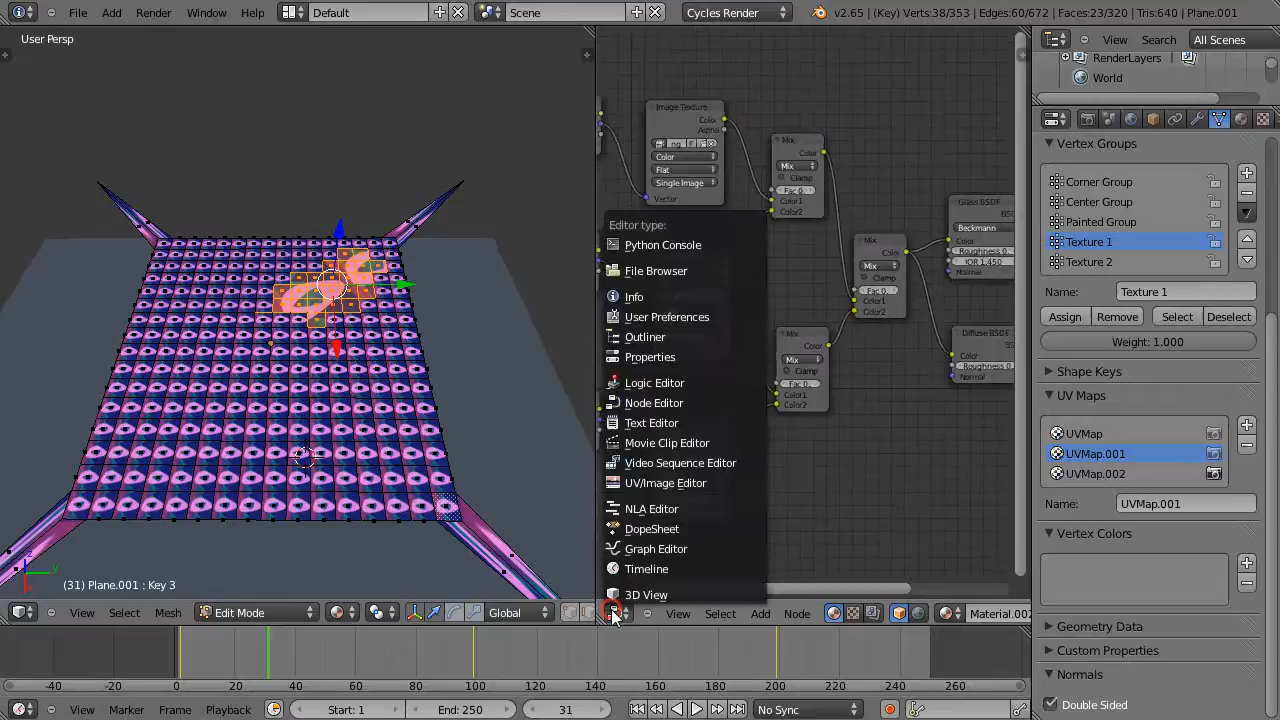 File Add Render Window Help Default Scene Cycles Render v2.65 | (Key) Verts:38/353 | Edges:60/672 | Faces:23/320 | Tris:640 | Plane.001
User Persp
(31) Plane.001 : Key 3
View Select Mesh Edit Mode Global
Image Texture
Color
Alpha
Color
Flat
Single Image
Vector
Mix
Color
Mix
Clamp
Fac 0.
Color1
Color2
Mix
Color
Mix
Clamp
Fac 0.
Color1
Color2
Mix
Color
Mix
Clamp
Fac 0.
Color1
Color2
Glass BSDF
Beckmann
Color
Roughness 0
IOR 1.450
Normal
Diffuse BSDF
Color
Roughness 0
Normal
Editor type:
Python Console
File Browser
Info
User Preferences
Outliner
Properties
Logic Editor
Node Editor
Text Editor
Movie Clip Editor
Video Sequence Editor
UV/Image Editor
NLA Editor
DopeSheet
Graph Editor
Timeline
3D View
View Select Add Node Material.002
View Search All Scenes
RenderLayers
World
Vertex Groups
Corner Group
Center Group
Painted Group
Texture 1
Texture 2
Name: Texture 1
Assign Remove Select Deselect
Weight: 1.000
Shape Keys
UV Maps
UVMap
UVMap.001
UVMap.002
Name: UVMap.001
Vertex Colors
Geometry Data
Custom Properties
Normals
Double Sided
-40 -20 0 20 40 60 80 100 120 140 160 180 200 220 240 260
View Marker Frame Playback Start: 1 End: 250 31 No Sync